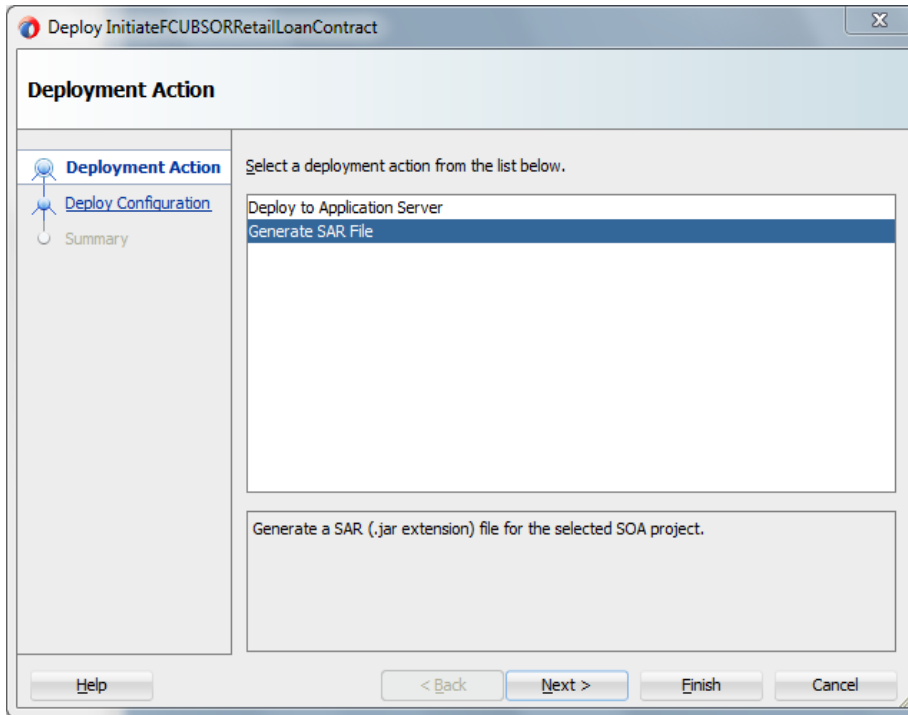 Deploy InitiateFCUBSORRetailLoanContract
Deployment Action
Deployment Action
Deploy Configuration
Summary
Select a deployment action from the list below.
Deploy to Application Server
Generate SAR File
Generate a SAR (.jar extension) file for the selected SOA project.
Help
< Back
Next >
Finish
Cancel